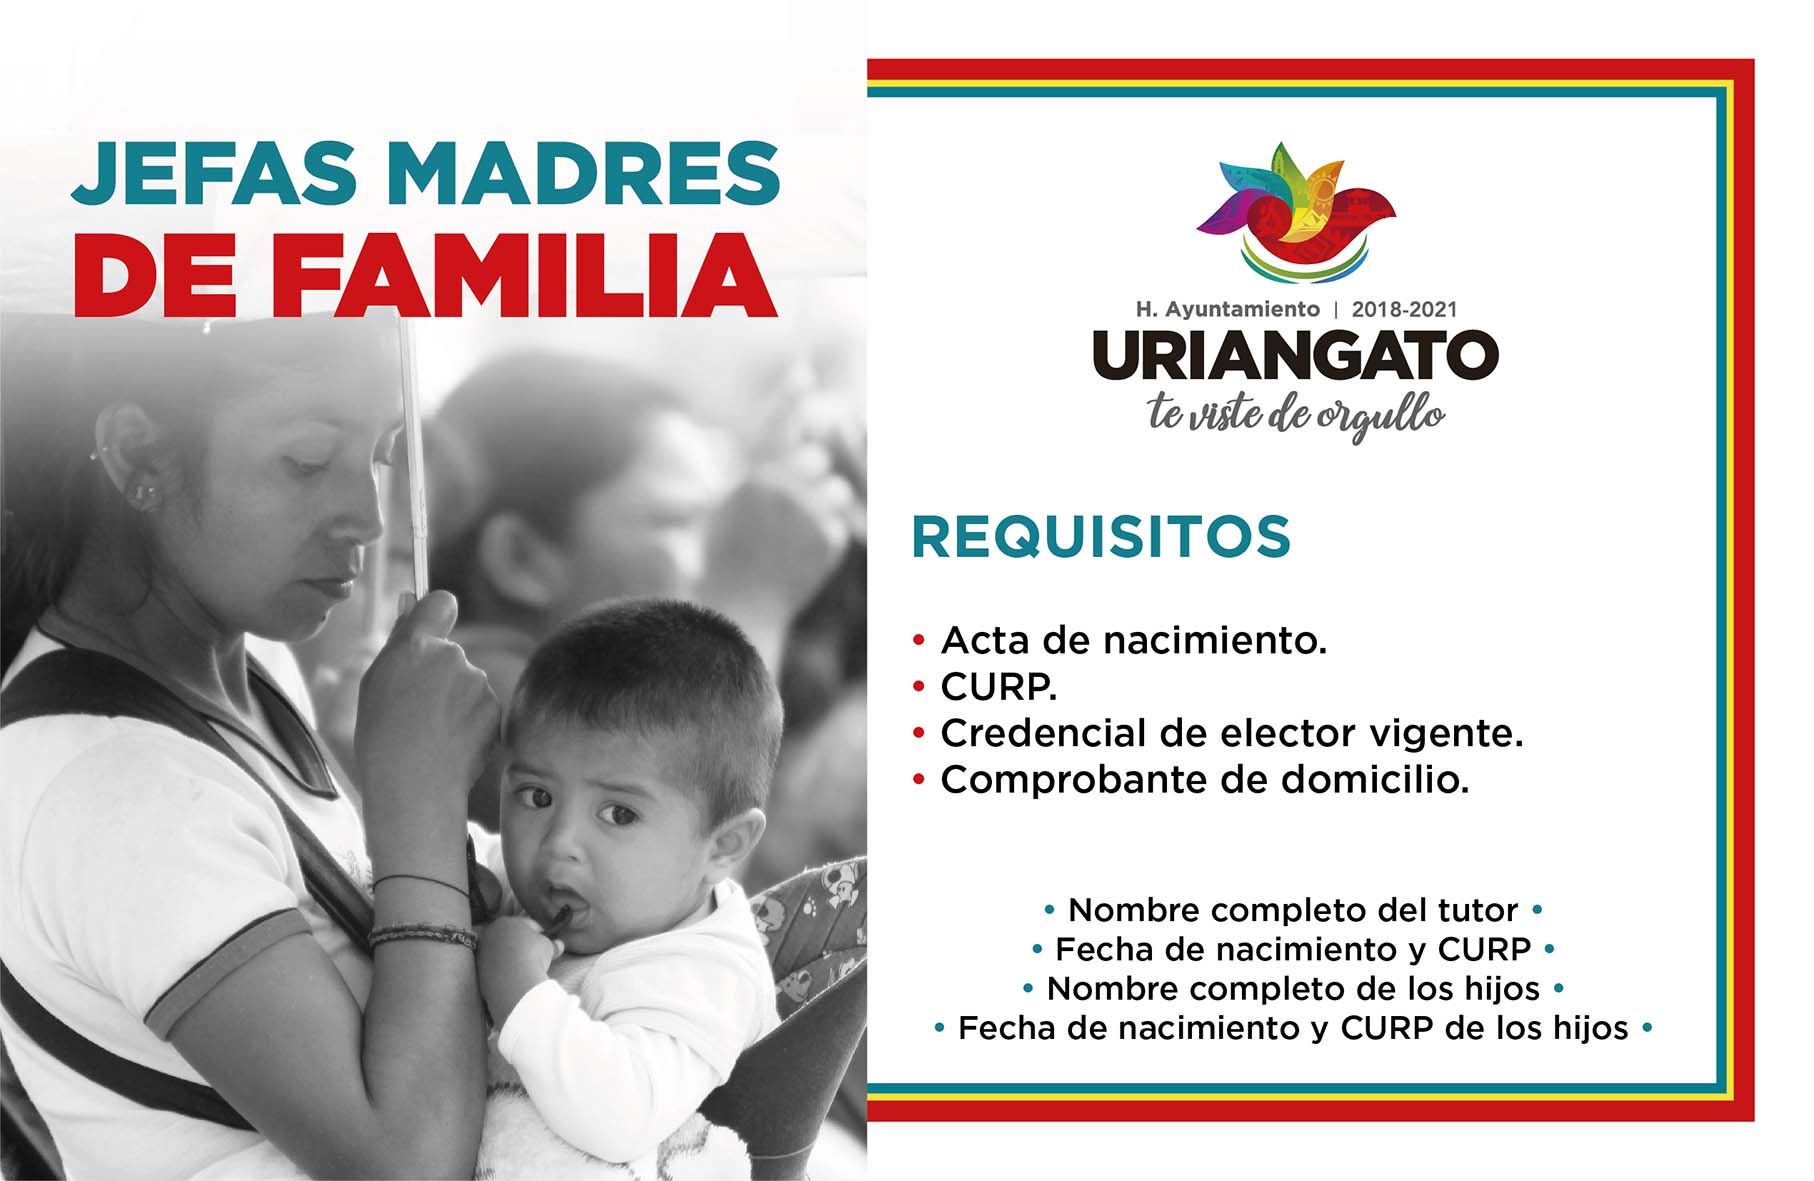 JEFAS MADRES
DE FAMILIA
H. Ayuntamiento | 2018-2021
URIANGATO
te viste de orgullo
REQUISITOS
• Acta de nacimiento.
• CURP.
• Credencial de elector vigente.
• Comprobante de domicilio.
• Nombre completo del tutor •
• Fecha de nacimiento y CURP •
• Nombre completo de los hijos •
• Fecha de nacimiento y CURP de los hijos •